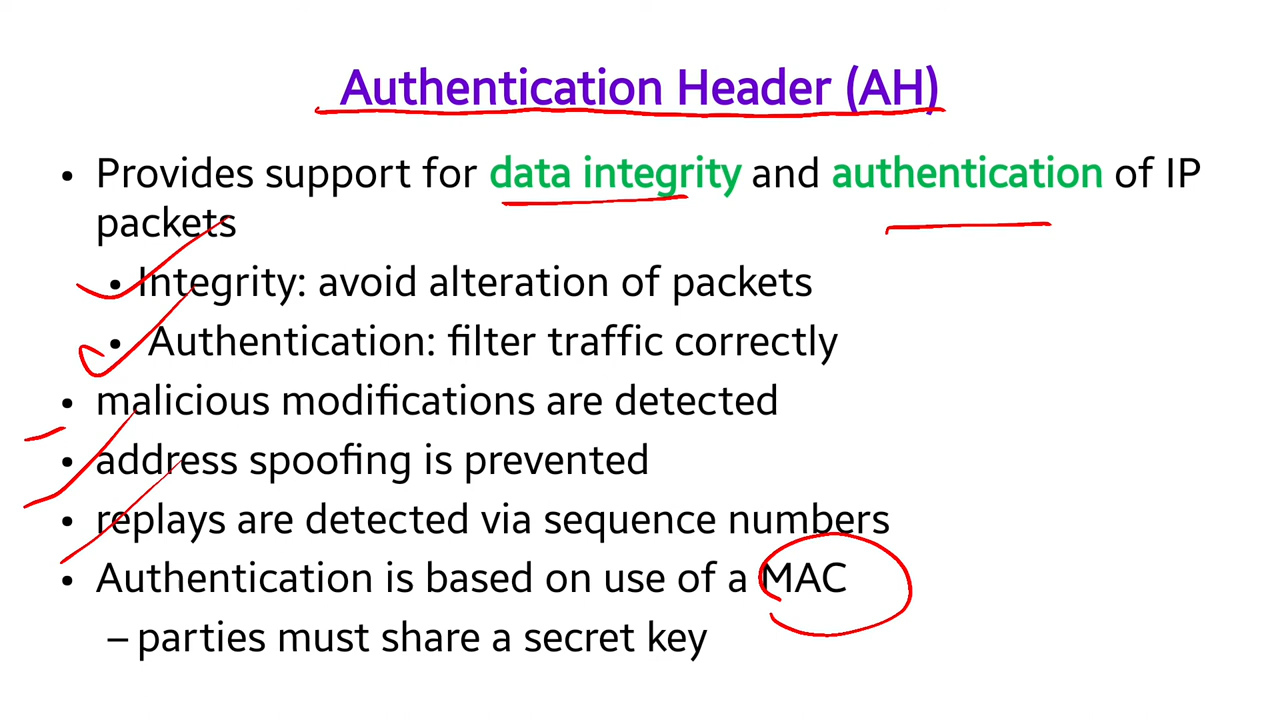 Authentication Header (AH)
• Provides support for data integrity and authentication of IP
packets
• Integrity: avoid alteration of packets
• Authentication: filter traffic correctly
• malicious modifications are detected
• address spoofing is prevented
• replays are detected via sequence numbers
• Authentication is based on use of a MAC
– parties must share a secret key